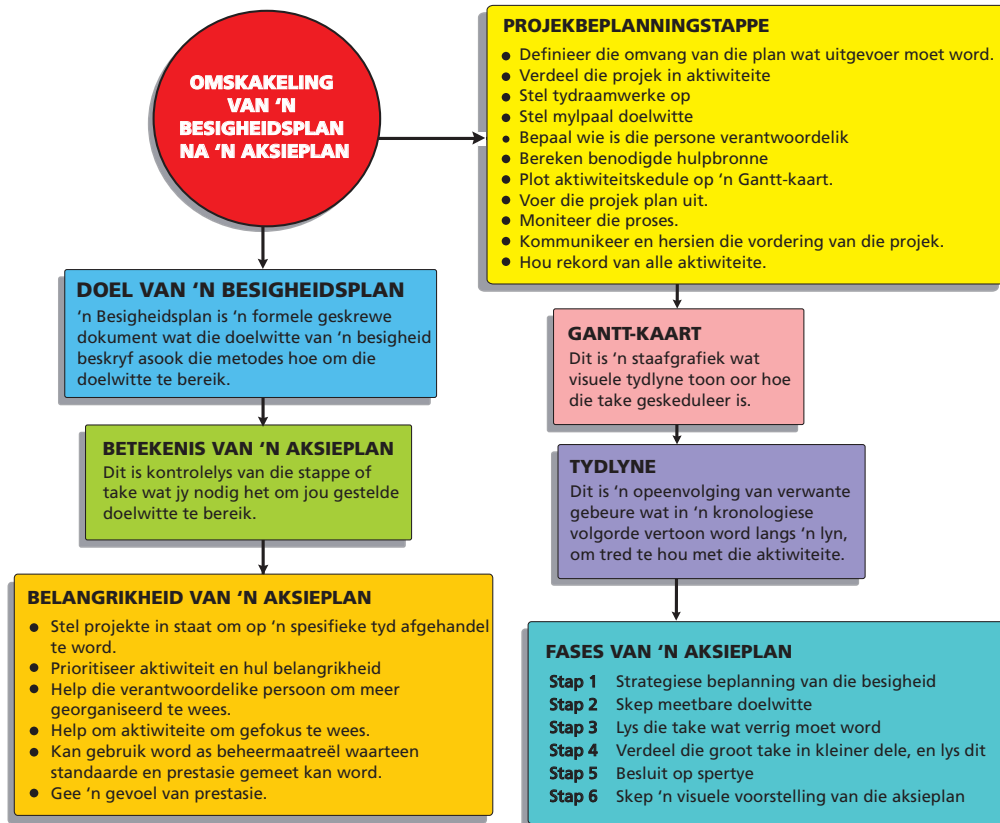 OMSKAKELING
VAN ‘N
BESIGHEIDSPLAN
NA ‘N AKSIEPLAN
PROJEKBEPLANNINGSTAPPE
● Definieer die omvang van die plan wat uitgevoer moet word.
● Verdeel die projek in aktiwiteite
● Stel tydraamwerke op
● Stel mylpaal doelwitte
● Bepaal wie is die persone verantwoordelik
● Bereken benodigde hulpbronne
● Plot aktiwiteitskedule op ‘n Gantt-kaart.
● Voer die projek plan uit.
● Moniteer die proses.
● Kommunikeer en hersien die vordering van die projek.
● Hou rekord van alle aktiwiteite.
DOEL VAN ‘N BESIGHEIDSPLAN
‘n Besigheidsplan is ‘n formele geskrewe
dokument wat die doelwitte van ‘n besigheid
beskryf asook die metodes hoe om die
doelwitte te bereik.
BETEKENIS VAN ‘N AKSIEPLAN
Dit is kontrolelys van die stappe of
take wat jy nodig het om jou gestelde
doelwitte te bereik.
BELANGRIKHEID VAN ‘N AKSIEPLAN
● Stel projekte in staat om op ‘n spesifieke tyd afgehandel
te word.
● Prioritiseer aktiwiteit en hul belangrikheid
● Help die verantwoordelike persoon om meer
georganiseerd te wees.
● Help om aktiwiteite om gefokus te wees.
● Kan gebruik word as beheermaatreël waarteen
standaarde en prestasie gemeet kan word.
● Gee ‘n gevoel van prestasie.
GANTT-KAART
Dit is ‘n staafgrafiek wat
visuele tydlyne toon oor hoe
die take geskeduleer is.
TYDLYNE
Dit is ‘n opeenvolging van verwante
gebeure wat in ‘n kronologiese
volgorde vertoon word langs ‘n lyn,
om tred te hou met die aktiwiteite.
FASES VAN ‘N AKSIEPLAN
Stap 1 Strategiese beplanning van die besigheid
Stap 2 Skep meetbare doelwitte
Stap 3 Lys die take wat verrig moet word
Stap 4 Verdeel die groot take in kleiner dele, en lys dit
Stap 5 Besluit op spertye
Stap 6 Skep ‘n visuele voorstelling van die aksieplan